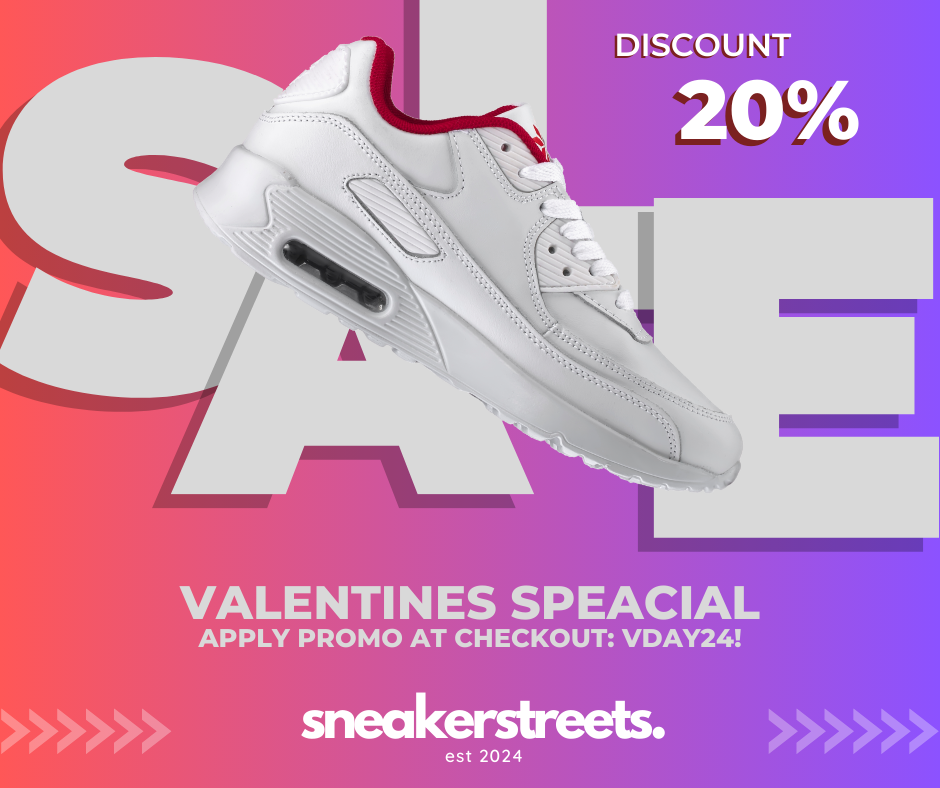 SALE
DISCOUNT
20%
VALENTINES SPEACIAL
APPLY PROMO AT CHECKOUT: VDAY24!
sneakerstreets.
est 2024